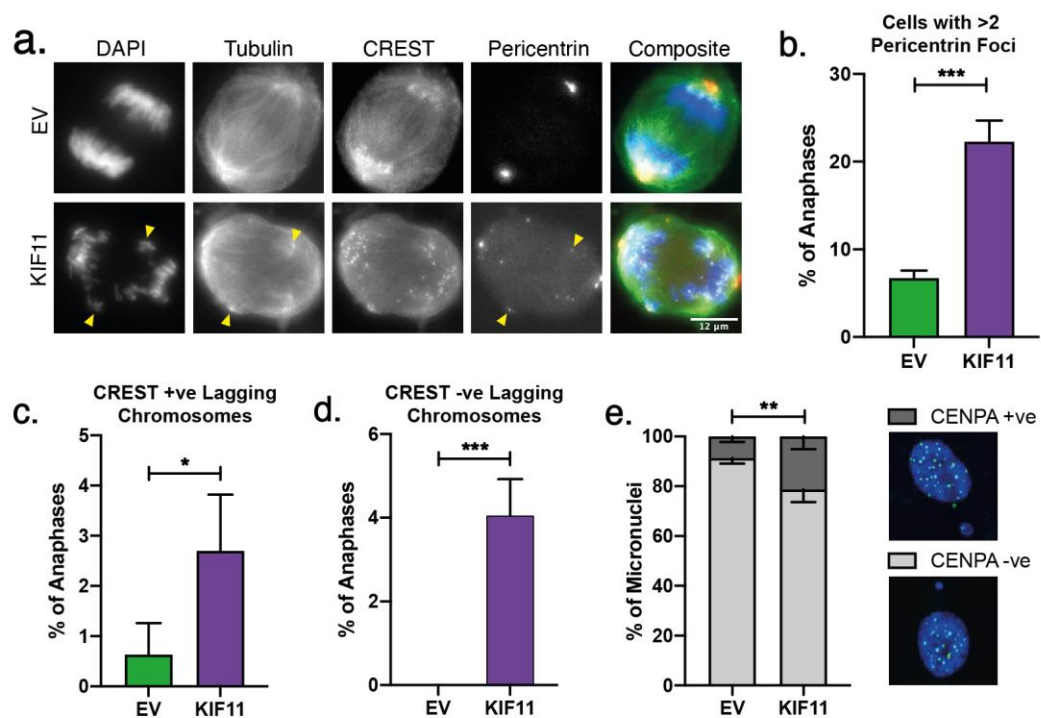 a.
DAPI Tubulin CREST Pericentrin Composite
EV
KIF11
12 µm
b.
Cells with >2
Pericentrin Foci
***
% of Anaphases
30
20
10
0
EV KIF11
c.
CREST +ve Lagging
Chromosomes
*
% of Anaphases
5
4
3
2
1
0
EV KIF11
d.
CREST -ve Lagging
Chromosomes
***
% of Anaphases
6
4
2
0
EV KIF11
e.
**
% of Micronuclei
100
80
60
40
20
0
EV KIF11
CENPA +ve
CENPA -ve